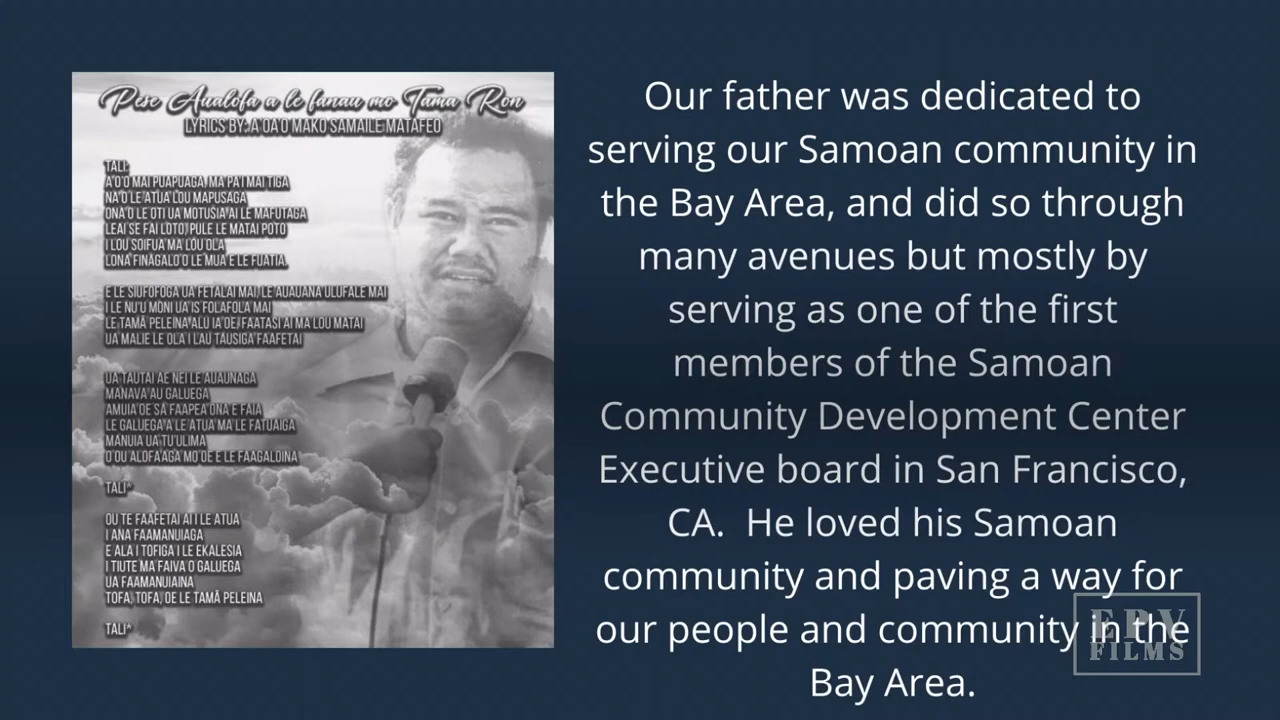 Pese Aualofa a le fanau mo Tama Ron
LYRICS BY: A'OA'O MAKO SAMAILE MATAFEO
TALI:
A'O'O MAI PUAPUAGA, MA PA'I MAI TIGA
NA'O LE ATUA LOU MAPUSAGA
ONA'O LE OTI UA MOTUSIA AI LE MAFUTAGA
LEAI SE FAI LOTO, PULE LE MATAI POTO
I LOU SOIFUA MA LOU OLA
LONA FINAGALO O LE MUA E LE FUATIA.
E LE SIUFOFOGA UA FETALAI MAI, LE AUAUNA ULUFALE MAI
I LE NU'U MONI UA IS FOLAFOLA MAI
LE TAMĀ PELEINA ALU IA OE, FAATASI AI MA LOU MATAI
UA MALIE LE OLA I LAU TAUSIGA FAAFETAI
UA TAUTAI AE NEI LE AUAUNAGA
MANAVA AU GALUEGA
AMUIA OE SA FAAPEA ONA E FAIA
LE GALUEGA A LE ATUA MA LE FATUAIGA
MANUIA UA TU'ULIMA
O OU ALOFA'AGA MO OE E LE FAAGALOINA
TALI*
OU TE FAAFETAI AI I LE ATUA
I ANA FAAMANUIAGA
E ALA I TOFIGA I LE EKALESIA
I TIUTE MA FAIVA O GALUEGA
UA FAAMANUIAINA
TOFA, TOFA, OE LE TAMĀ PELEINA
TALI*
Our father was dedicated to
serving our Samoan community in
the Bay Area, and did so through
many avenues but mostly by
serving as one of the first
members of the Samoan
Community Development Center
Executive board in San Francisco,
CA. He loved his Samoan
community and paving a way for
our people and community in the
Bay Area.
EPV
FILMS